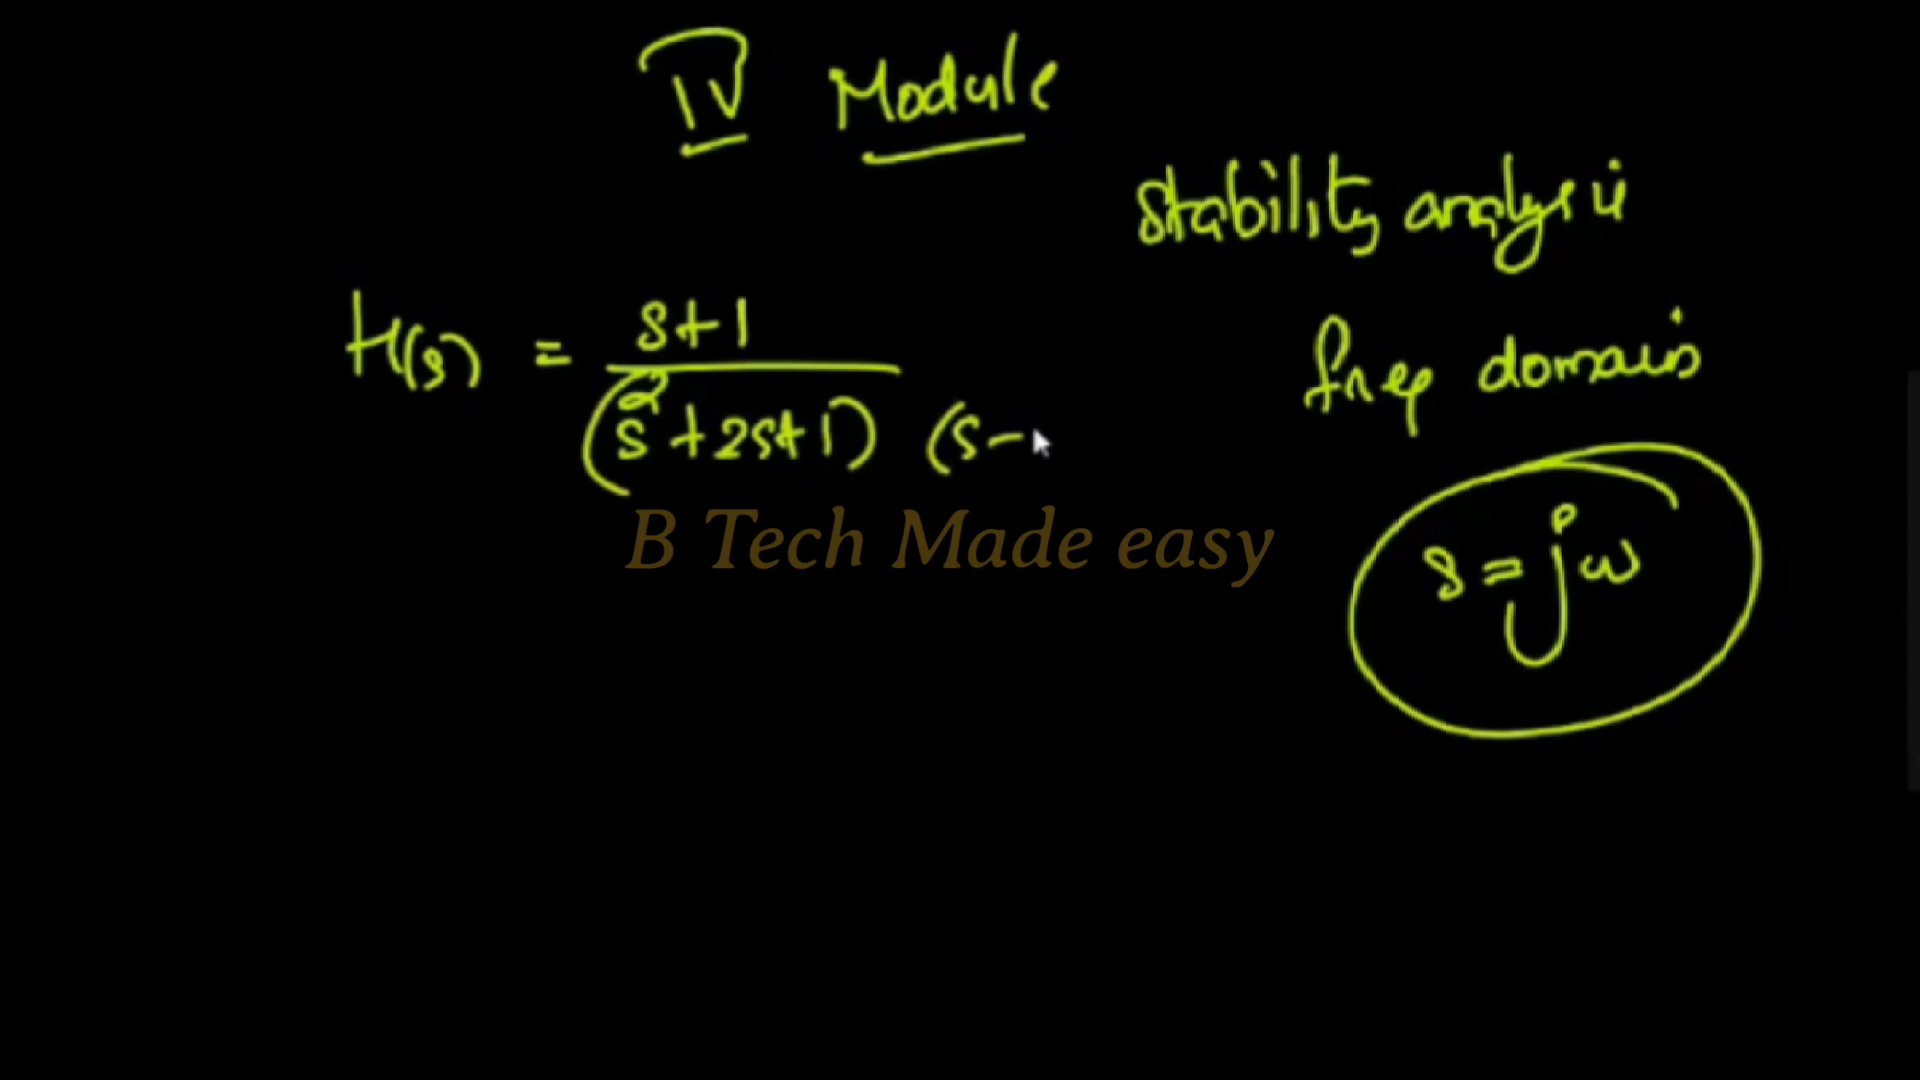 IV Module
stability analysis
H(s) = s+1
(s²+2s+1) (s-
freq domain
B Tech Made easy
s=jω